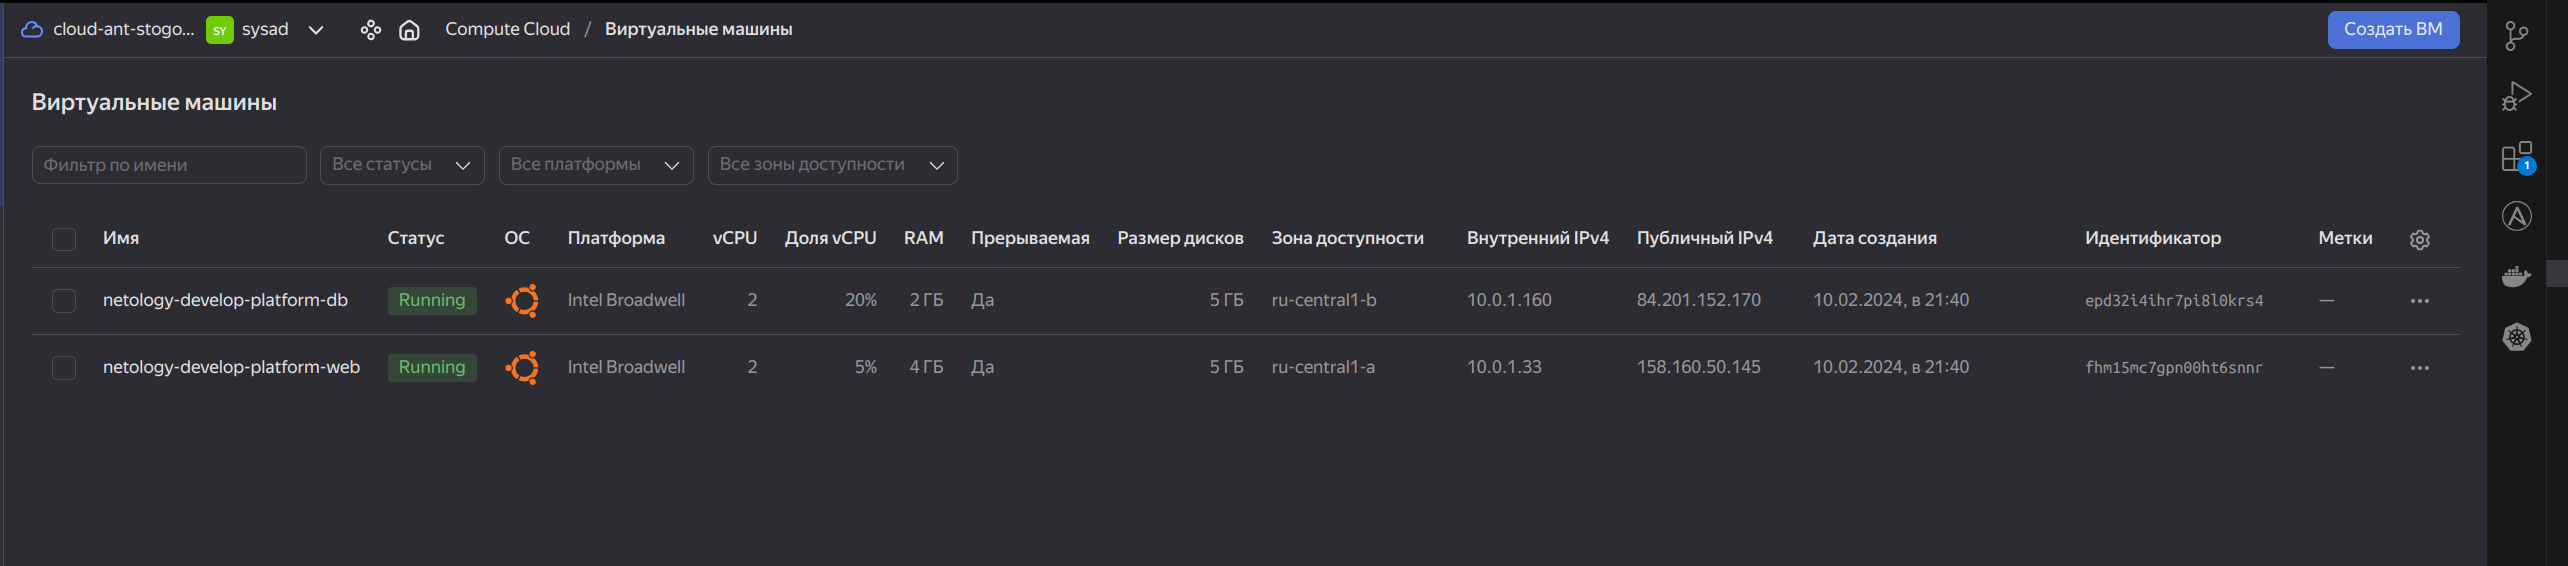 cloud-ant-stogo... SY sysad Compute Cloud / Виртуальные машины Создать ВМ
Виртуальные машины
Фильтр по имени Все статусы Все платформы Все зоны доступности
1
Имя Статус ОС Платформа vCPU Доля vCPU RAM Прерываемая Размер дисков Зона доступности Внутренний IPv4 Публичный IPv4 Дата создания Идентификатор Метки
netology-develop-platform-db Running Intel Broadwell 2 20% 2 ГБ Да 5 ГБ ru-central1-b 10.0.1.160 84.201.152.170 10.02.2024, в 21:40 epd32i4ihr7pi8l0krs4 —
netology-develop-platform-web Running Intel Broadwell 2 5% 4 ГБ Да 5 ГБ ru-central1-a 10.0.1.33 158.160.50.145 10.02.2024, в 21:40 fhm15mc7gpn00ht6snnr —